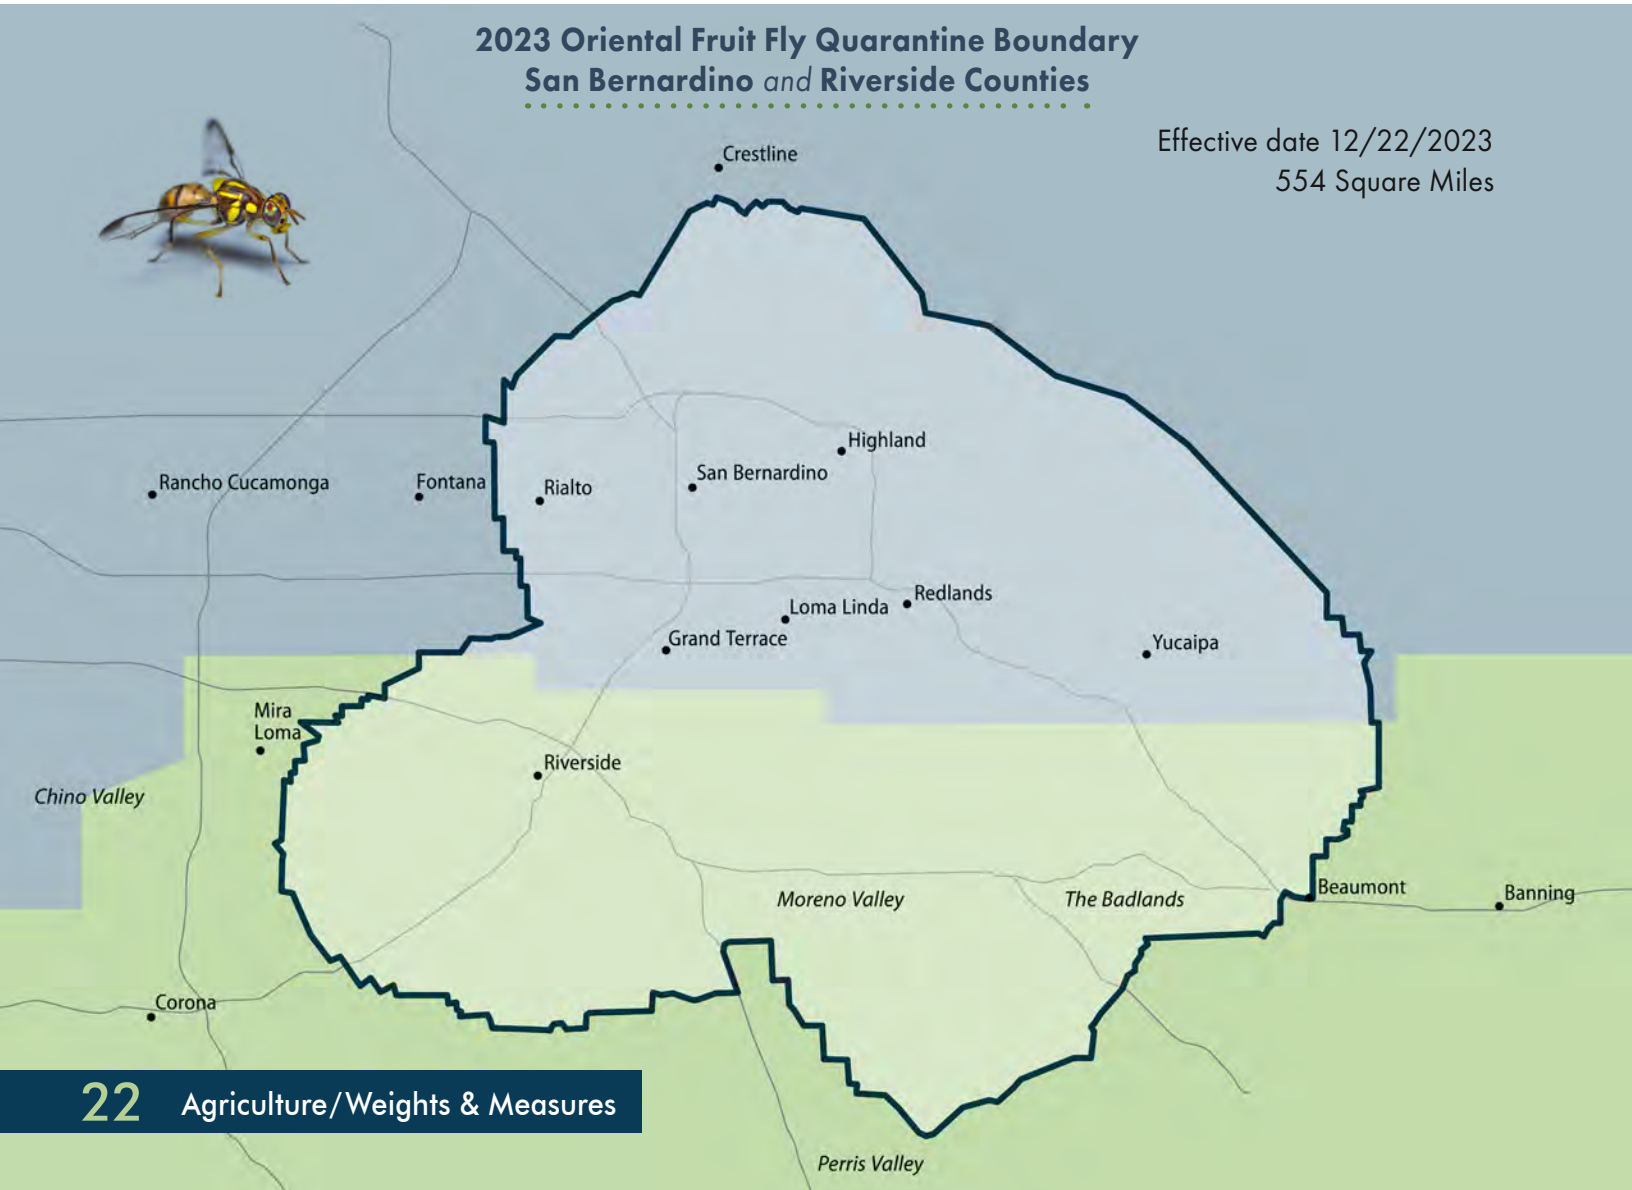 2023 Oriental Fruit Fly Quarantine Boundary
San Bernardino and Riverside Counties
Effective date 12/22/2023
554 Square Miles
Crestline
Highland
San Bernardino
Rancho Cucamonga
Fontana
Rialto
Redlands
Loma Linda
Grand Terrace
Yucaipa
Mira
Loma
Riverside
Chino Valley
Beaumont
Banning
Moreno Valley
The Badlands
Corona
22 Agriculture/Weights & Measures
Perris Valley